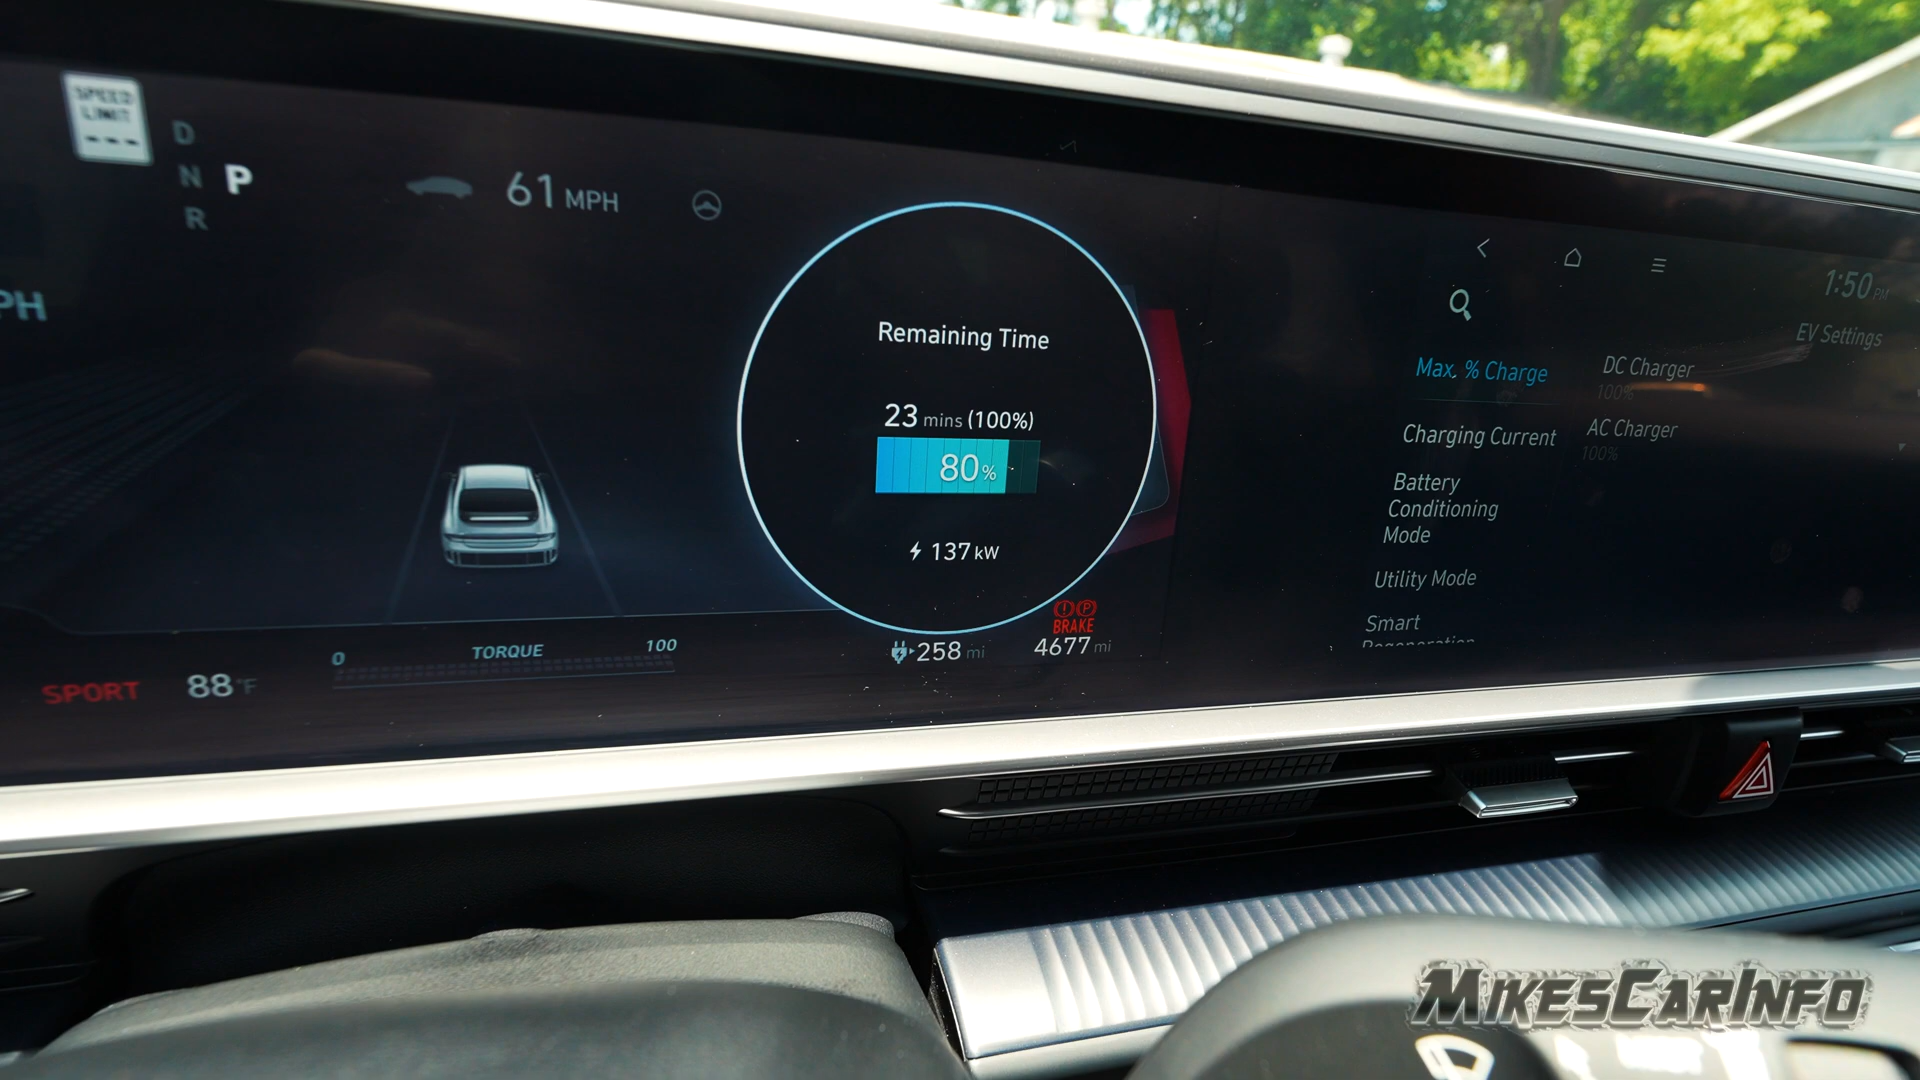 SPEED
LIMIT
---
D
N P
R
PH
61 MPH
Remaining Time
23 mins (100%)
80%
137 kW
BRAKE
258 mi
4677 mi
0 TORQUE 100
SPORT 88°F
1:50 PM
EV Settings
Max. % Charge
Charging Current
Battery
Conditioning
Mode
Utility Mode
Smart
Regeneration
DC Charger
100%
AC Charger
100%
MIKESCARINFO